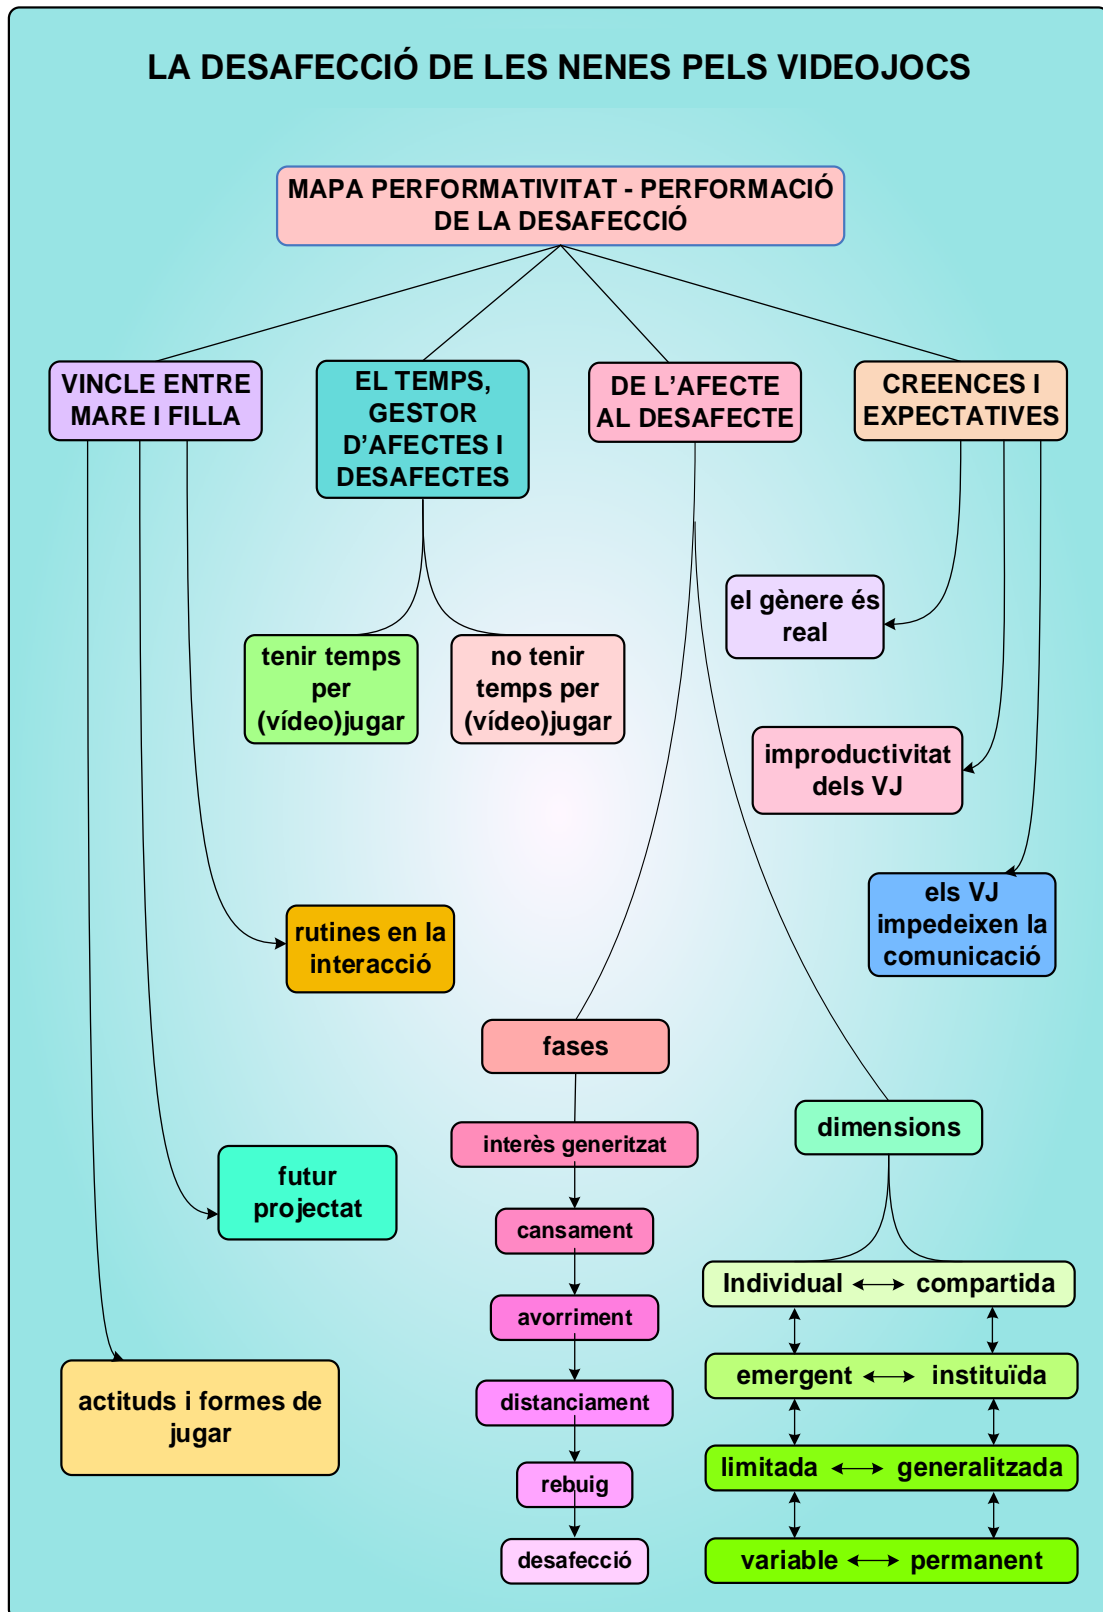 LA DESAFECCIÓ DE LES NENES PELS VIDEOJOCS
MAPA PERFORMATIVITAT - PERFORMACIÓ
DE LA DESAFECCIÓ
VINCLE ENTRE
MARE I FILLA
EL TEMPS,
GESTOR
D'AFECTES I
DESAFECTES
DE L'AFECTE
AL DESAFECTE
CREENCES I
EXPECTATIVES
el gènere és
real
tenir temps
per
(vídeo)jugar
no tenir
temps per
(vídeo)jugar
improductivitat
dels VJ
els VJ
impedeixen la
comunicació
rutines en la
interacció
futur
projectat
actituds i formes de
jugar
fases
interès generitzat
cansament
avorriment
distanciament
rebuig
desafecció
dimensions
Individual compartida
emergent instituïda
limitada generalitzada
variable permanent